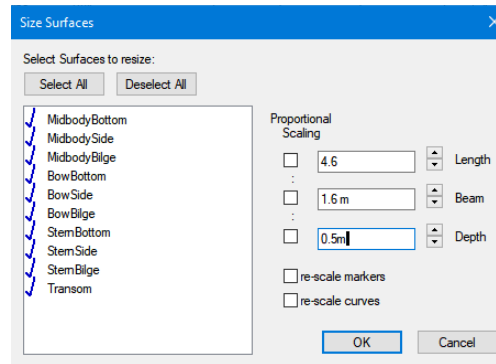 Size Surfaces
Select Surfaces to resize:
Select All
Deselect All
MidbodyBottom
MidbodySide
MidbodyBilge
BowBottom
BowSide
BowBilge
SternBottom
SternSide
SternBilge
Transom
Proportional
Scaling
4.6
Length
:
1.6 m
Beam
:
0.5m
Depth
re-scale markers
re-scale curves
OK
Cancel